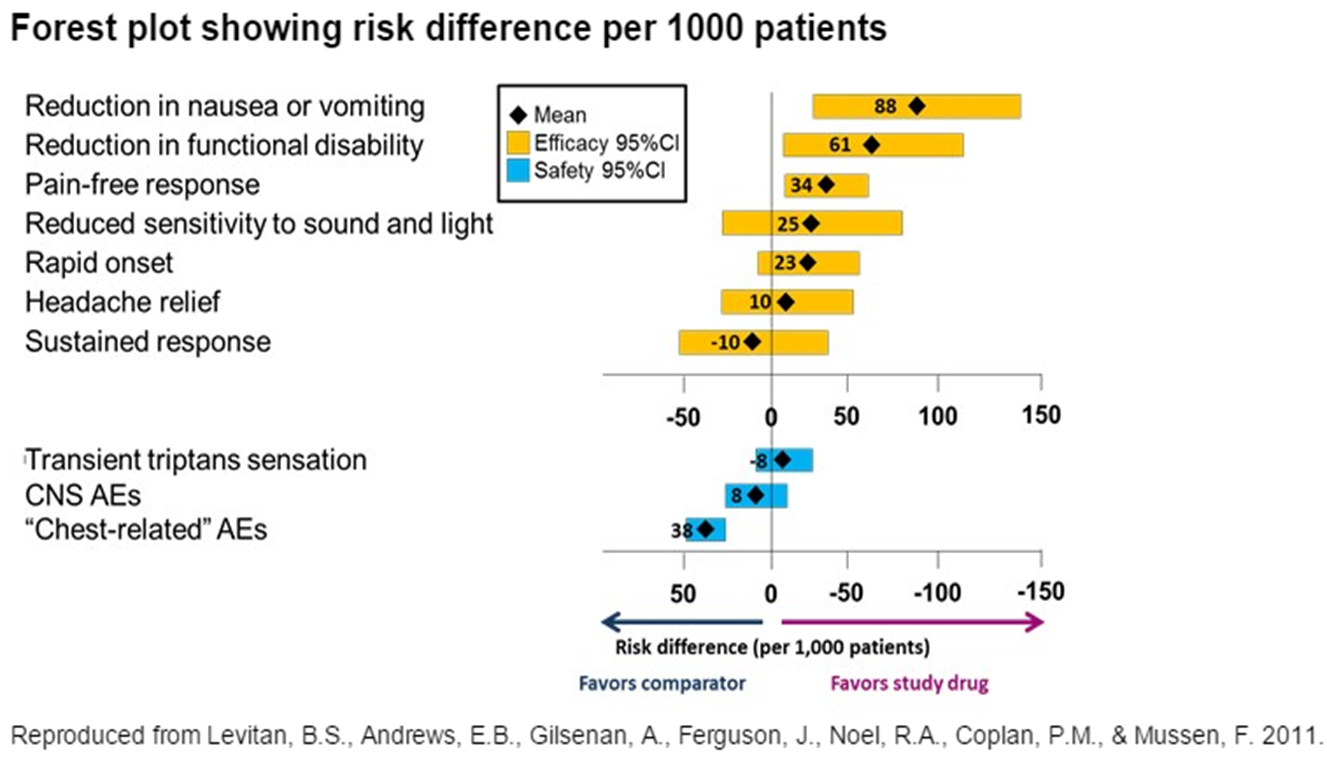 Forest plot showing risk difference per 1000 patients
Mean
Efficacy 95%CI
Safety 95%CI
Reduction in nausea or vomiting 88
Reduction in functional disability 61
Pain-free response 34
Reduced sensitivity to sound and light 25
Rapid onset 23
Headache relief 10
Sustained response -10
-50 0 50 100 150
Transient triptans sensation -8
CNS AEs 8
“Chest-related” AEs 38
50 0 -50 -100 -150
Risk difference (per 1,000 patients)
Favors comparator Favors study drug
Reproduced from Levitan, B.S., Andrews, E.B., Gilsenan, A., Ferguson, J., Noel, R.A., Coplan, P.M., & Mussen, F. 2011.